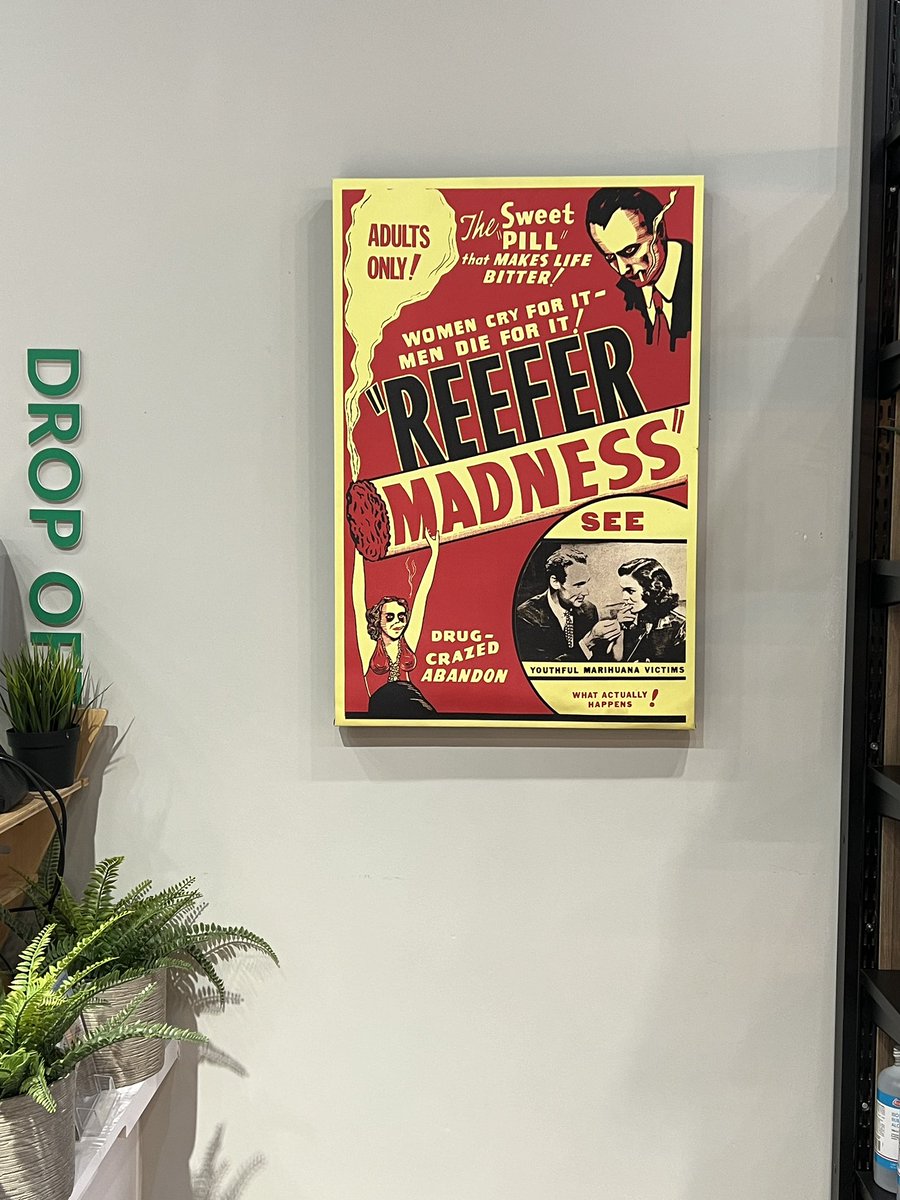 DROP OFF
ADULTS
ONLY!
The Sweet
"PILL"
that MAKES LIFE
BITTER!
WOMEN CRY FOR IT-
MEN DIE FOR IT!
"REEFER
MADNESS"
SEE
DRUG-
CRAZED
ABANDON
YOUTHFUL MARIHUANA VICTIMS
WHAT ACTUALLY
HAPPENS!